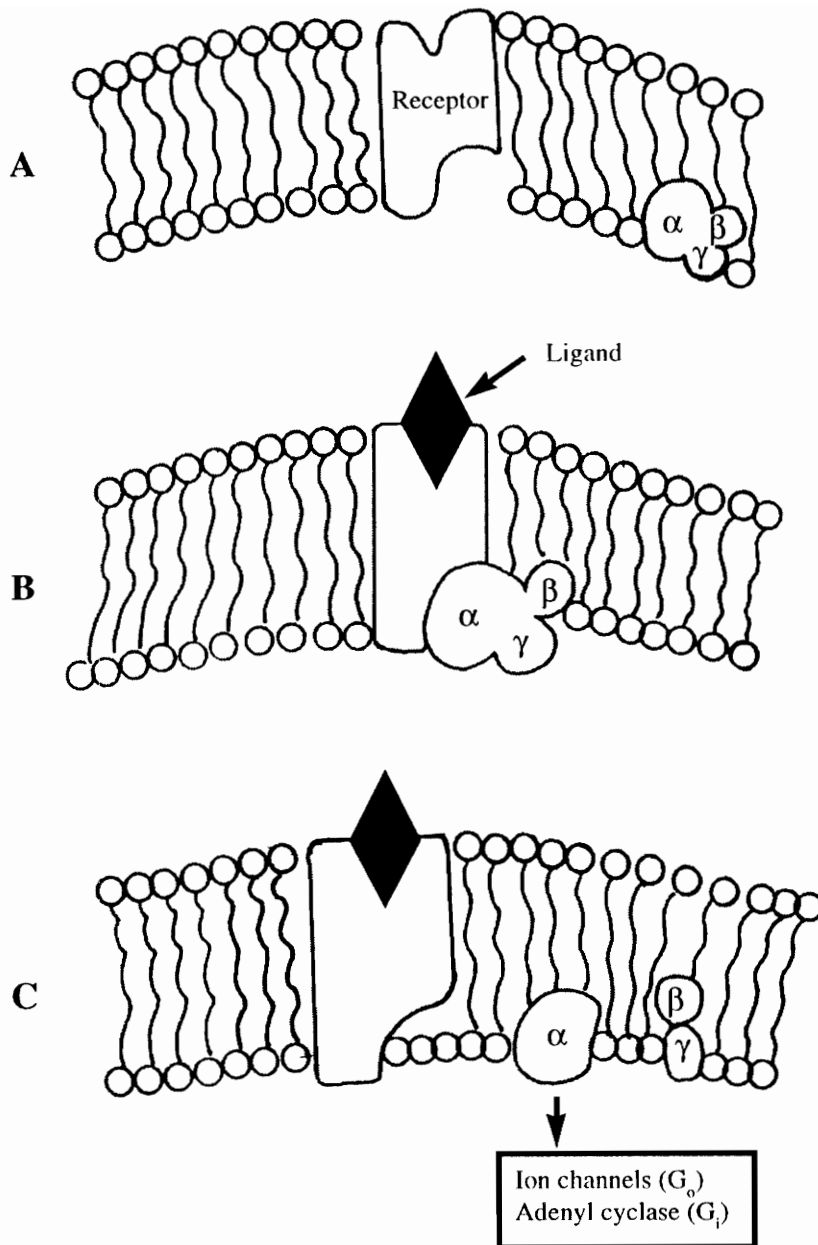 Receptor
A
α
β
γ
Ligand
B
α
β
γ
C
α
β
γ
Ion channels (Gₒ)
Adenyl cyclase (Gᵢ)